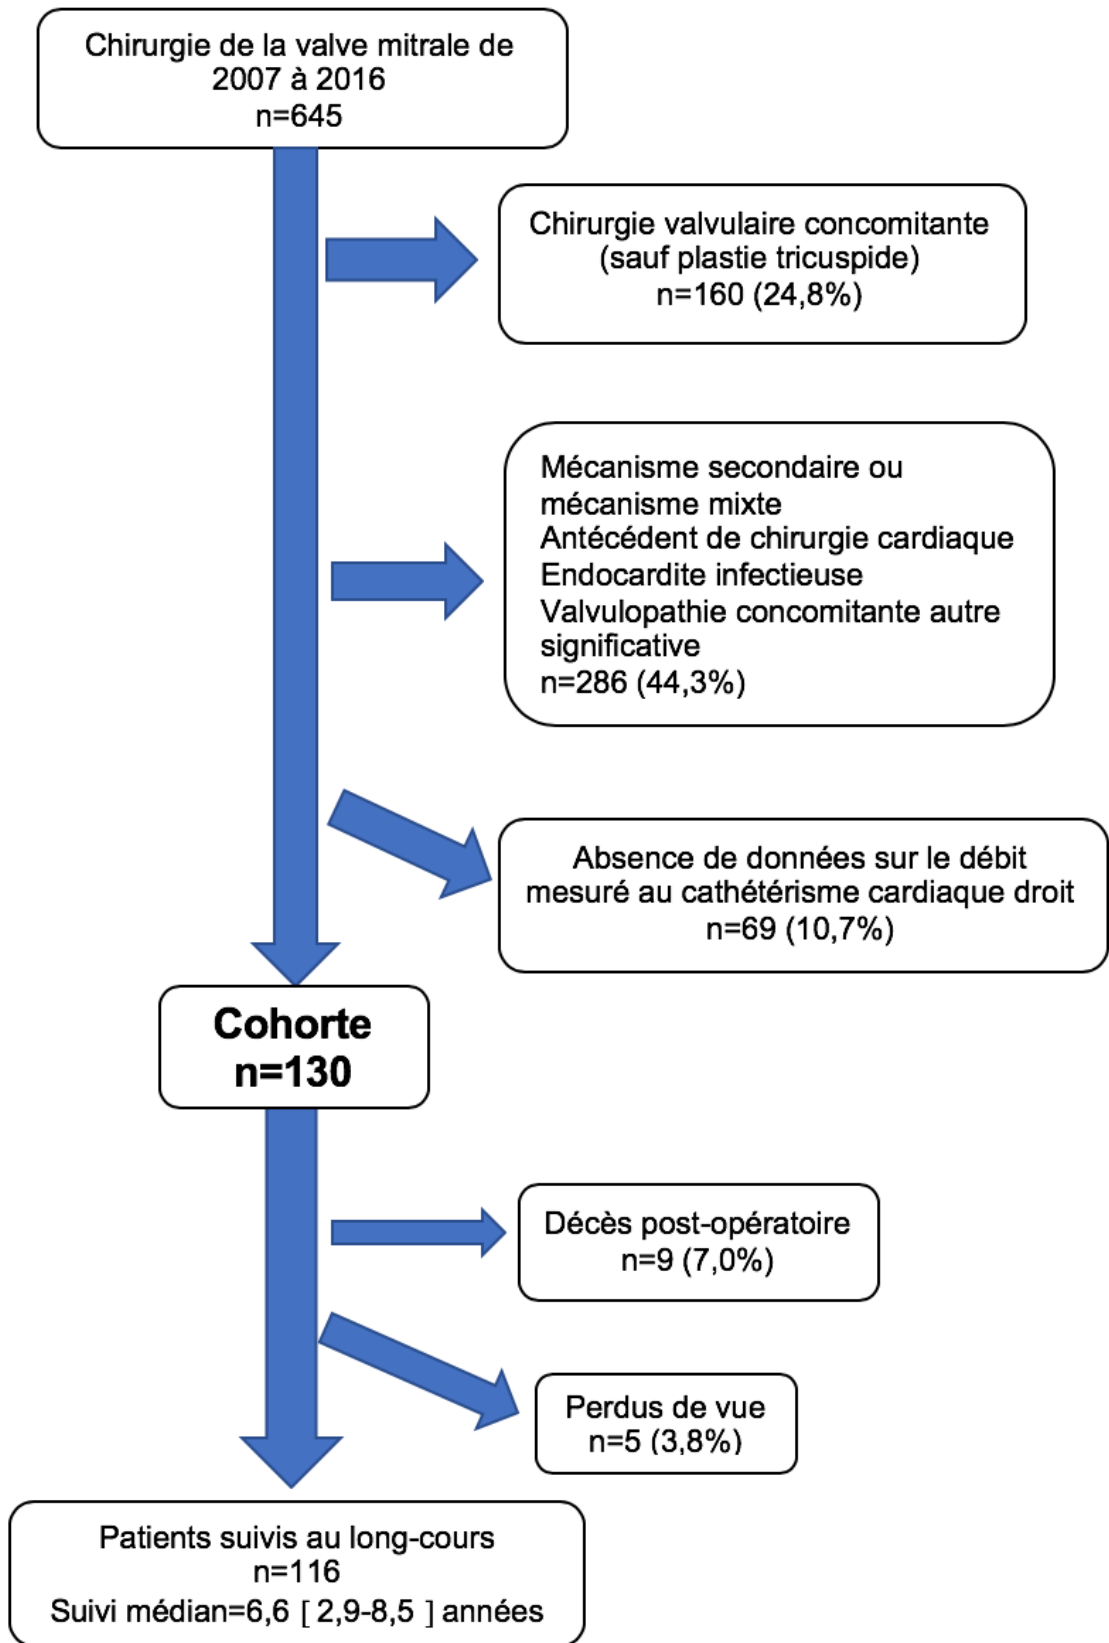 Chirurgie de la valve mitrale de
2007 à 2016
n=645
Chirurgie valvulaire concomitante
(sauf plastie tricuspide)
n=160 (24,8%)
Mécanisme secondaire ou
mécanisme mixte
Antécédent de chirurgie cardiaque
Endocardite infectieuse
Valvulopathie concomitante autre
significative
n=286 (44,3%)
Absence de données sur le débit
mesuré au cathétérisme cardiaque droit
n=69 (10,7%)
Cohorte
n=130
Décès post-opératoire
n=9 (7,0%)
Perdus de vue
n=5 (3,8%)
Patients suivis au long-cours
n=116
Suivi médian=6,6 [ 2,9-8,5 ] années